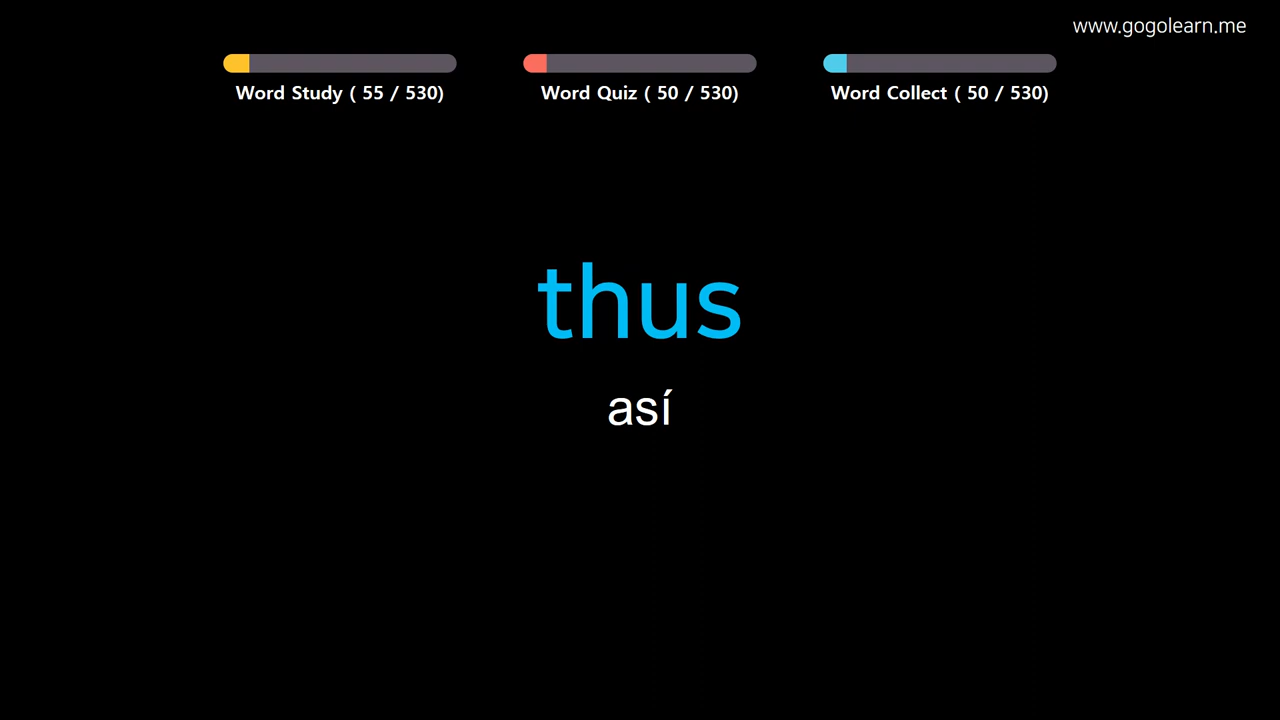 www.gogolearn.me
Word Study ( 55 / 530)
Word Quiz ( 50 / 530)
Word Collect ( 50 / 530)
thus
así